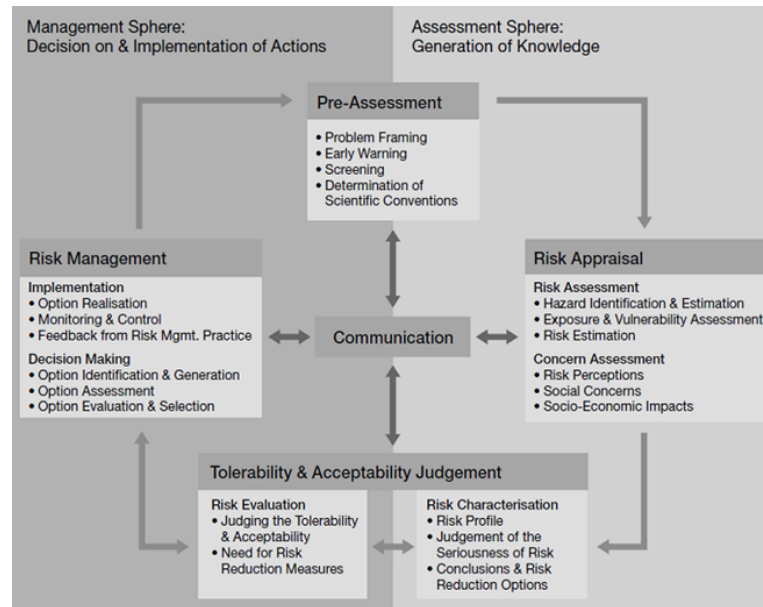 Management Sphere:
Decision on & Implementation of Actions
Assessment Sphere:
Generation of Knowledge
Pre-Assessment
• Problem Framing
• Early Warning
• Screening
• Determination of
Scientific Conventions
Risk Management
Implementation
• Option Realisation
• Monitoring & Control
• Feedback from Risk Mgmt. Practice
Decision Making
• Option Identification & Generation
• Option Assessment
• Option Evaluation & Selection
Communication
Risk Appraisal
Risk Assessment
• Hazard Identification & Estimation
• Exposure & Vulnerability Assessment
• Risk Estimation
Concern Assessment
• Risk Perceptions
• Social Concerns
• Socio-Economic Impacts
Tolerability & Acceptability Judgement
Risk Evaluation
• Judging the Tolerability
& Acceptability
• Need for Risk
Reduction Measures
Risk Characterisation
• Risk Profile
• Judgement of the
Seriousness of Risk
• Conclusions & Risk
Reduction Options